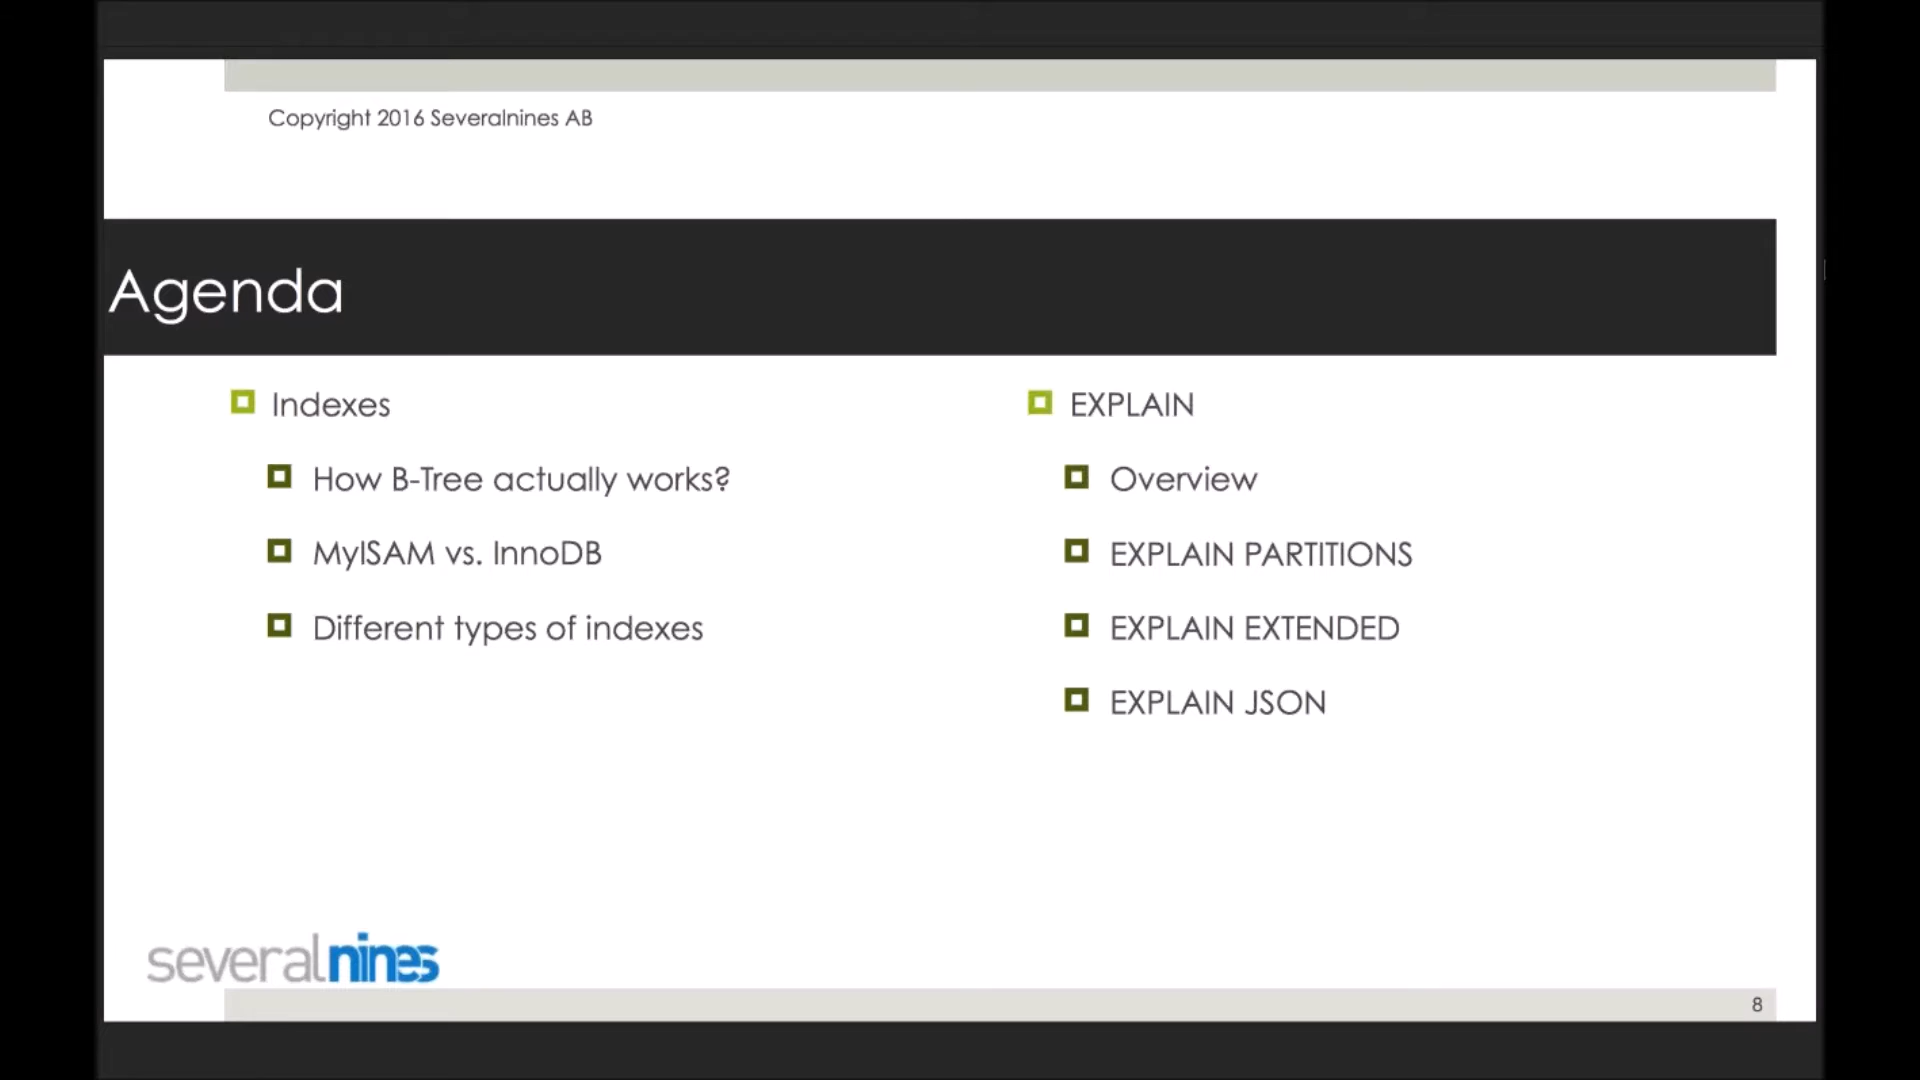 Copyright 2016 Severalnines AB
Agenda
Indexes
How B-Tree actually works?
MyISAM vs. InnoDB
Different types of indexes
EXPLAIN
Overview
EXPLAIN PARTITIONS
EXPLAIN EXTENDED
EXPLAIN JSON
severalnines
8